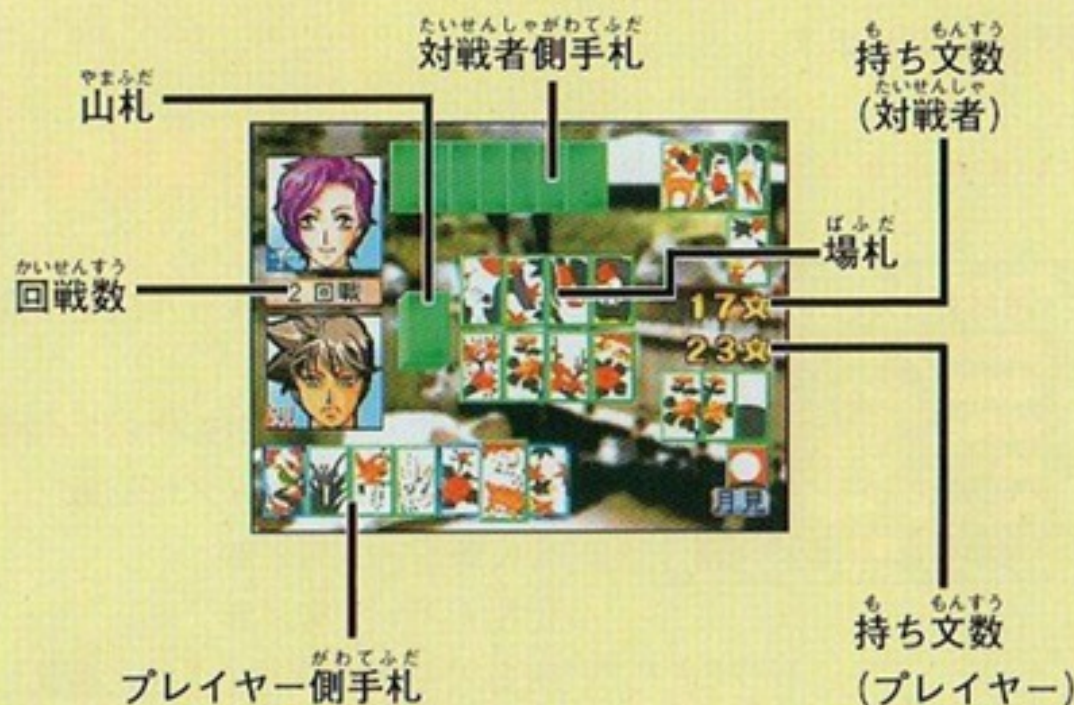 たいせんしゃがわてふだ
対戦者側手札
も もんすう
持ち文数
たいせんしゃ
(対戦者)
やまふだ
山札
ばふだ
場札
かいせんすう
回戦数
2回戦
17文
23文
月見
も もんすう
持ち文数
(プレイヤー)
がわてふだ
プレイヤー側手札